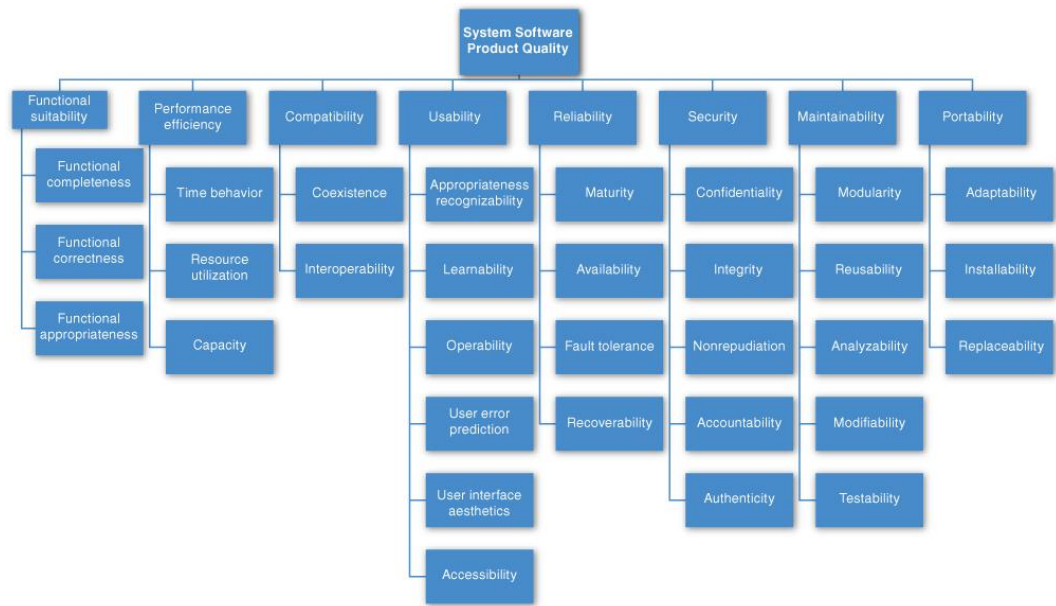 System Software
Product Quality
Functional
suitability
Performance
efficiency
Compatibility
Usability
Reliability
Security
Maintainability
Portability
Functional
completeness
Functional
correctness
Functional
appropriateness
Time behavior
Resource
utilization
Capacity
Coexistence
Interoperability
Appropriateness
recognizability
Learnability
Operability
User error
prediction
User interface
aesthetics
Accessibility
Maturity
Availability
Fault tolerance
Recoverability
Confidentiality
Integrity
Nonrepudiation
Accountability
Authenticity
Modularity
Reusability
Analyzability
Modifiability
Testability
Adaptability
Installability
Replaceability